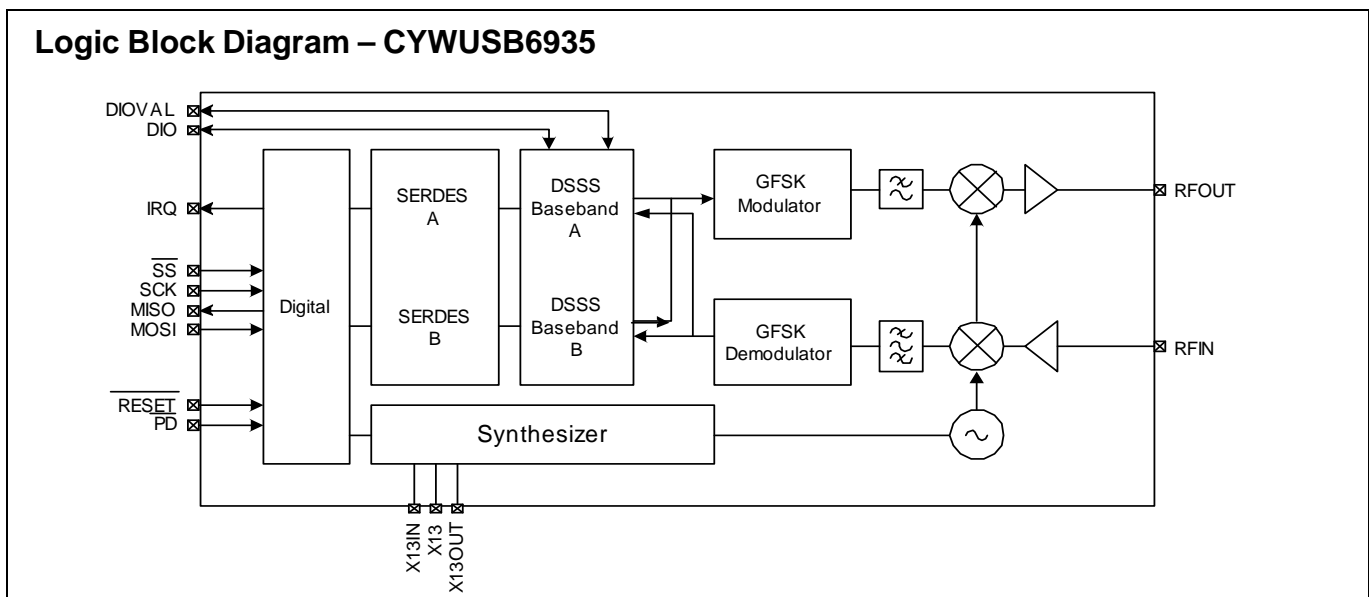 Logic Block Diagram – CYWUSB6935
DIOVAL
DIO
IRQ
SS
SCK
MISO
MOSI
RESET
PD
Digital
SERDES
A
SERDES
B
DSSS
Baseband
A
DSSS
Baseband
B
GFSK
Modulator
GFSK
Demodulator
Synthesizer
RFOUT
RFIN
X13IN
X13
X13OUT